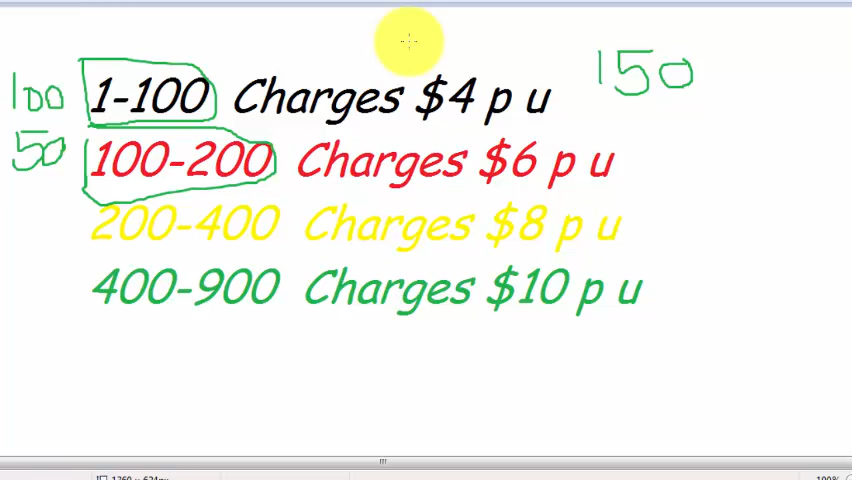 150
100 1-100 Charges $4 p u
50 100-200 Charges $6 p u
200-400 Charges $8 p u
400-900 Charges $10 p u